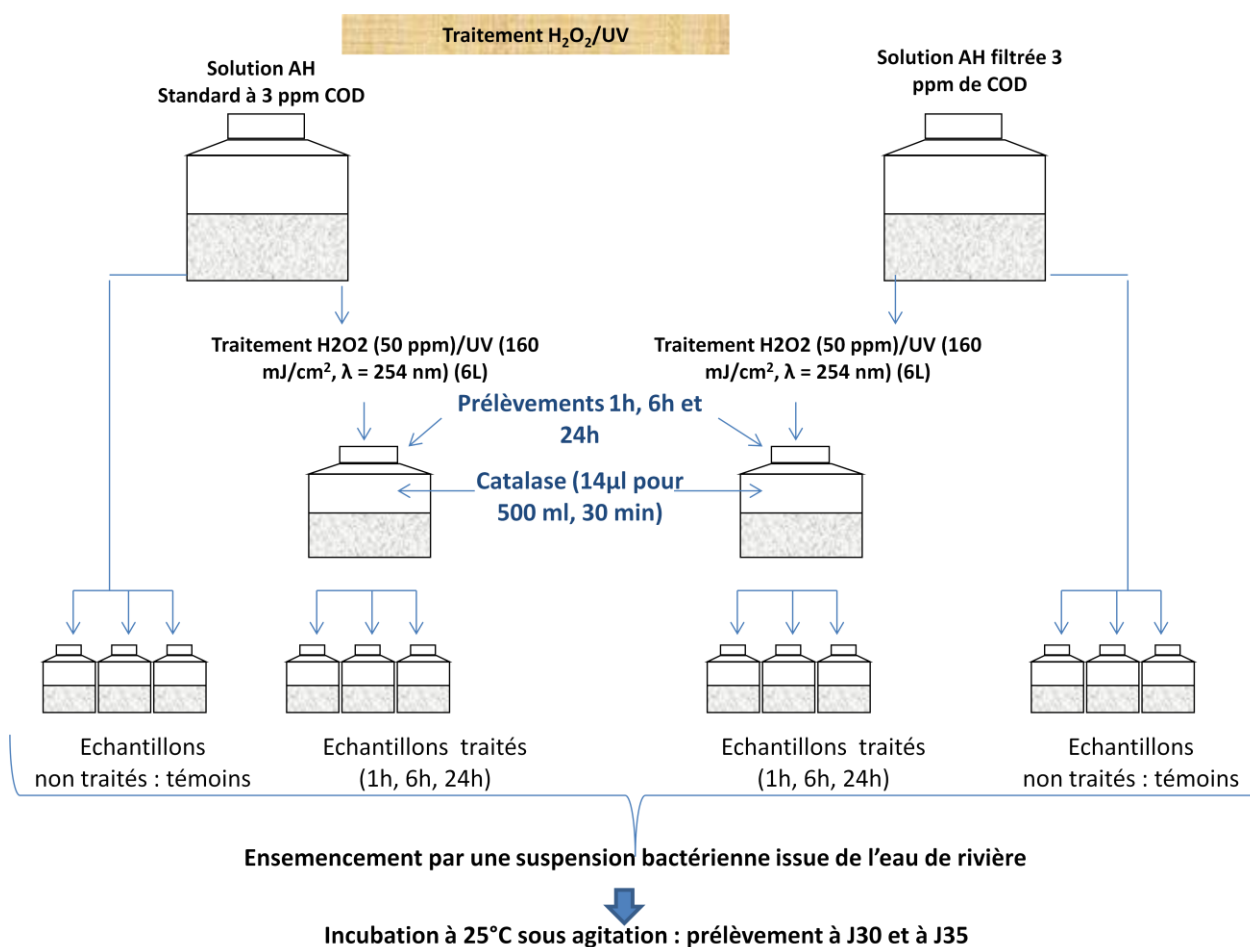 Traitement H₂O₂/UV
Solution AH
Standard à 3 ppm COD
Solution AH filtrée 3
ppm de COD
Traitement H2O2 (50 ppm)/UV (160
mJ/cm², λ = 254 nm) (6L)
Traitement H2O2 (50 ppm)/UV (160
mJ/cm², λ = 254 nm) (6L)
Prélèvements 1h, 6h et
24h
Catalase (14µl pour
500 ml, 30 min)
Echantillons
non traités : témoins
Echantillons traités
(1h, 6h, 24h)
Echantillons traités
(1h, 6h, 24h)
Echantillons
non traités : témoins
Ensemencement par une suspension bactérienne issue de l’eau de rivière
Incubation à 25°C sous agitation : prélèvement à J30 et à J35